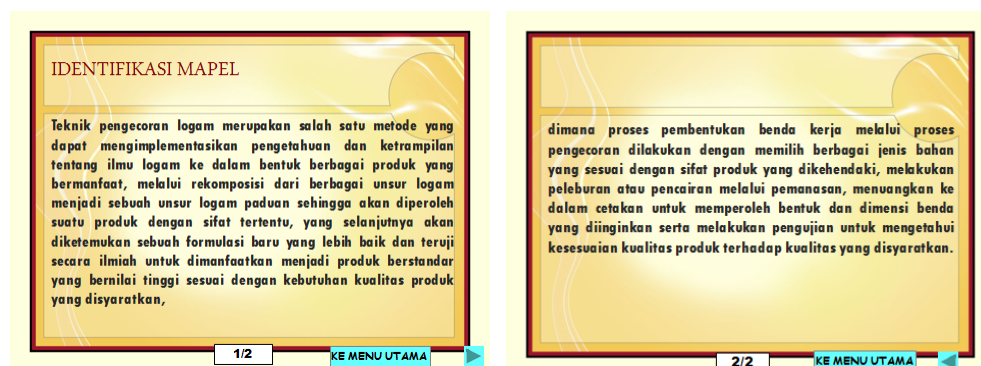 IDENTIFIKASI MAPEL
Teknik pengecoran logam merupakan salah satu metode yang
dapat mengimplementasikan pengetahuan dan ketrampilan
tentang ilmu logam ke dalam bentuk berbagai produk yang
bermanfaat, melalui rekomposisi dari berbagai unsur logam
menjadi sebuah unsur logam paduan sehingga akan diperoleh
suatu produk dengan sifat tertentu, yang selanjutnya akan
diketemukan sebuah formulasi baru yang lebih baik dan teruji
secara ilmiah untuk dimanfaatkan menjadi produk berstandar
yang bernilai tinggi sesuai dengan kebutuhan kualitas produk
yang disyaratkan,
1/2
KE MENU UTAMA
dimana proses pembentukan benda kerja melalui proses
pengecoran dilakukan dengan memilih berbagai jenis bahan
yang sesuai dengan sifat produk yang dikehendaki, melakukan
peleburan atau pencairan melalui pemanasan, menuangkan ke
dalam cetakan untuk memperoleh bentuk dan dimensi benda
yang diinginkan serta melakukan pengujian untuk mengetahui
kesesuaian kualitas produk terhadap kualitas yang disyaratkan.
2/2
KE MENU UTAMA